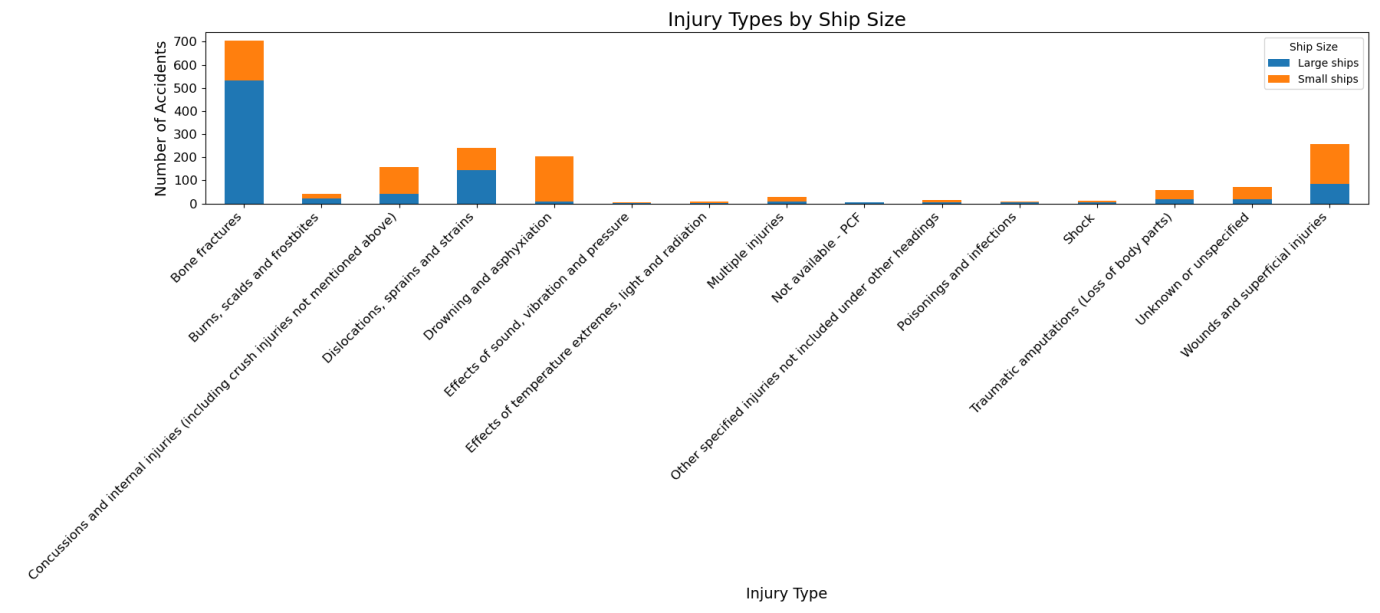 Injury Types by Ship Size
Number of Accidents
700
600
500
400
300
200
100
0
Ship Size
Large ships
Small ships
Bone fractures
Burns, scalds and frostbites
Concussions and internal injuries (including crush injuries not mentioned above)
Dislocations, sprains and strains
Drowning and asphyxiation
Effects of sound, vibration and pressure
Effects of temperature extremes, light and radiation
Multiple injuries
Not available - PCF
Other specified injuries not included under other headings
Poisonings and infections
Shock
Traumatic amputations (Loss of body parts)
Unknown or unspecified
Wounds and superficial injuries
Injury Type